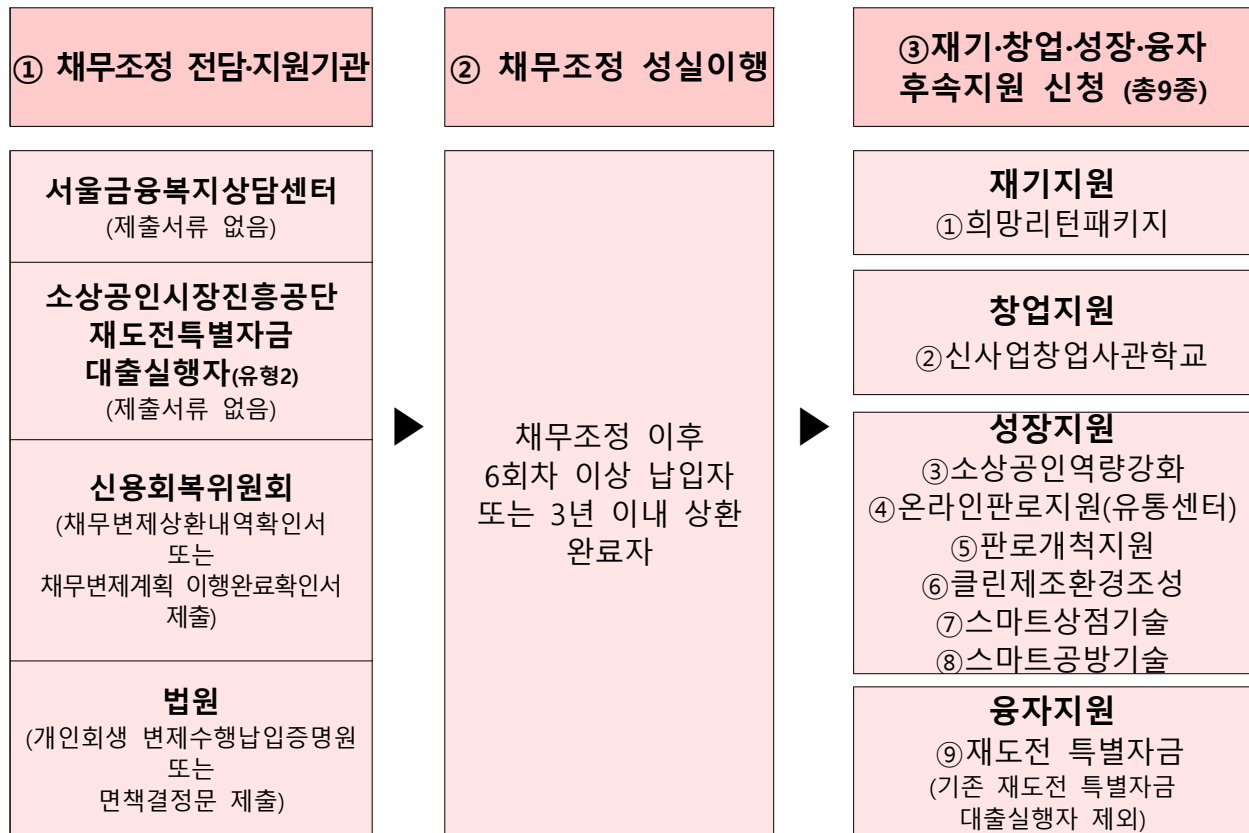 ① 채무조정 전담·지원기관
서울금융복지상담센터
(제출서류 없음)
소상공인시장진흥공단
재도전특별자금
대출실행자(유형2)
(제출서류 없음)
신용회복위원회
(채무변제상환내역확인서
또는
채무변제계획 이행완료확인서
제출)
법원
(개인회생 변제수행납입증명원
또는
면책결정문 제출)
② 채무조정 성실이행
채무조정 이후
6회차 이상 납입자
또는 3년 이내 상환
완료자
③재기·창업·성장·융자
후속지원 신청 (총9종)
재기지원
①희망리턴패키지
창업지원
②신사업창업사관학교
성장지원
③소상공인역량강화
④온라인판로지원(유통센터)
⑤판로개척지원
⑥클린제조환경조성
⑦스마트상점기술
⑧스마트공방기술
융자지원
⑨재도전 특별자금
(기존 재도전 특별자금
대출실행자 제외)